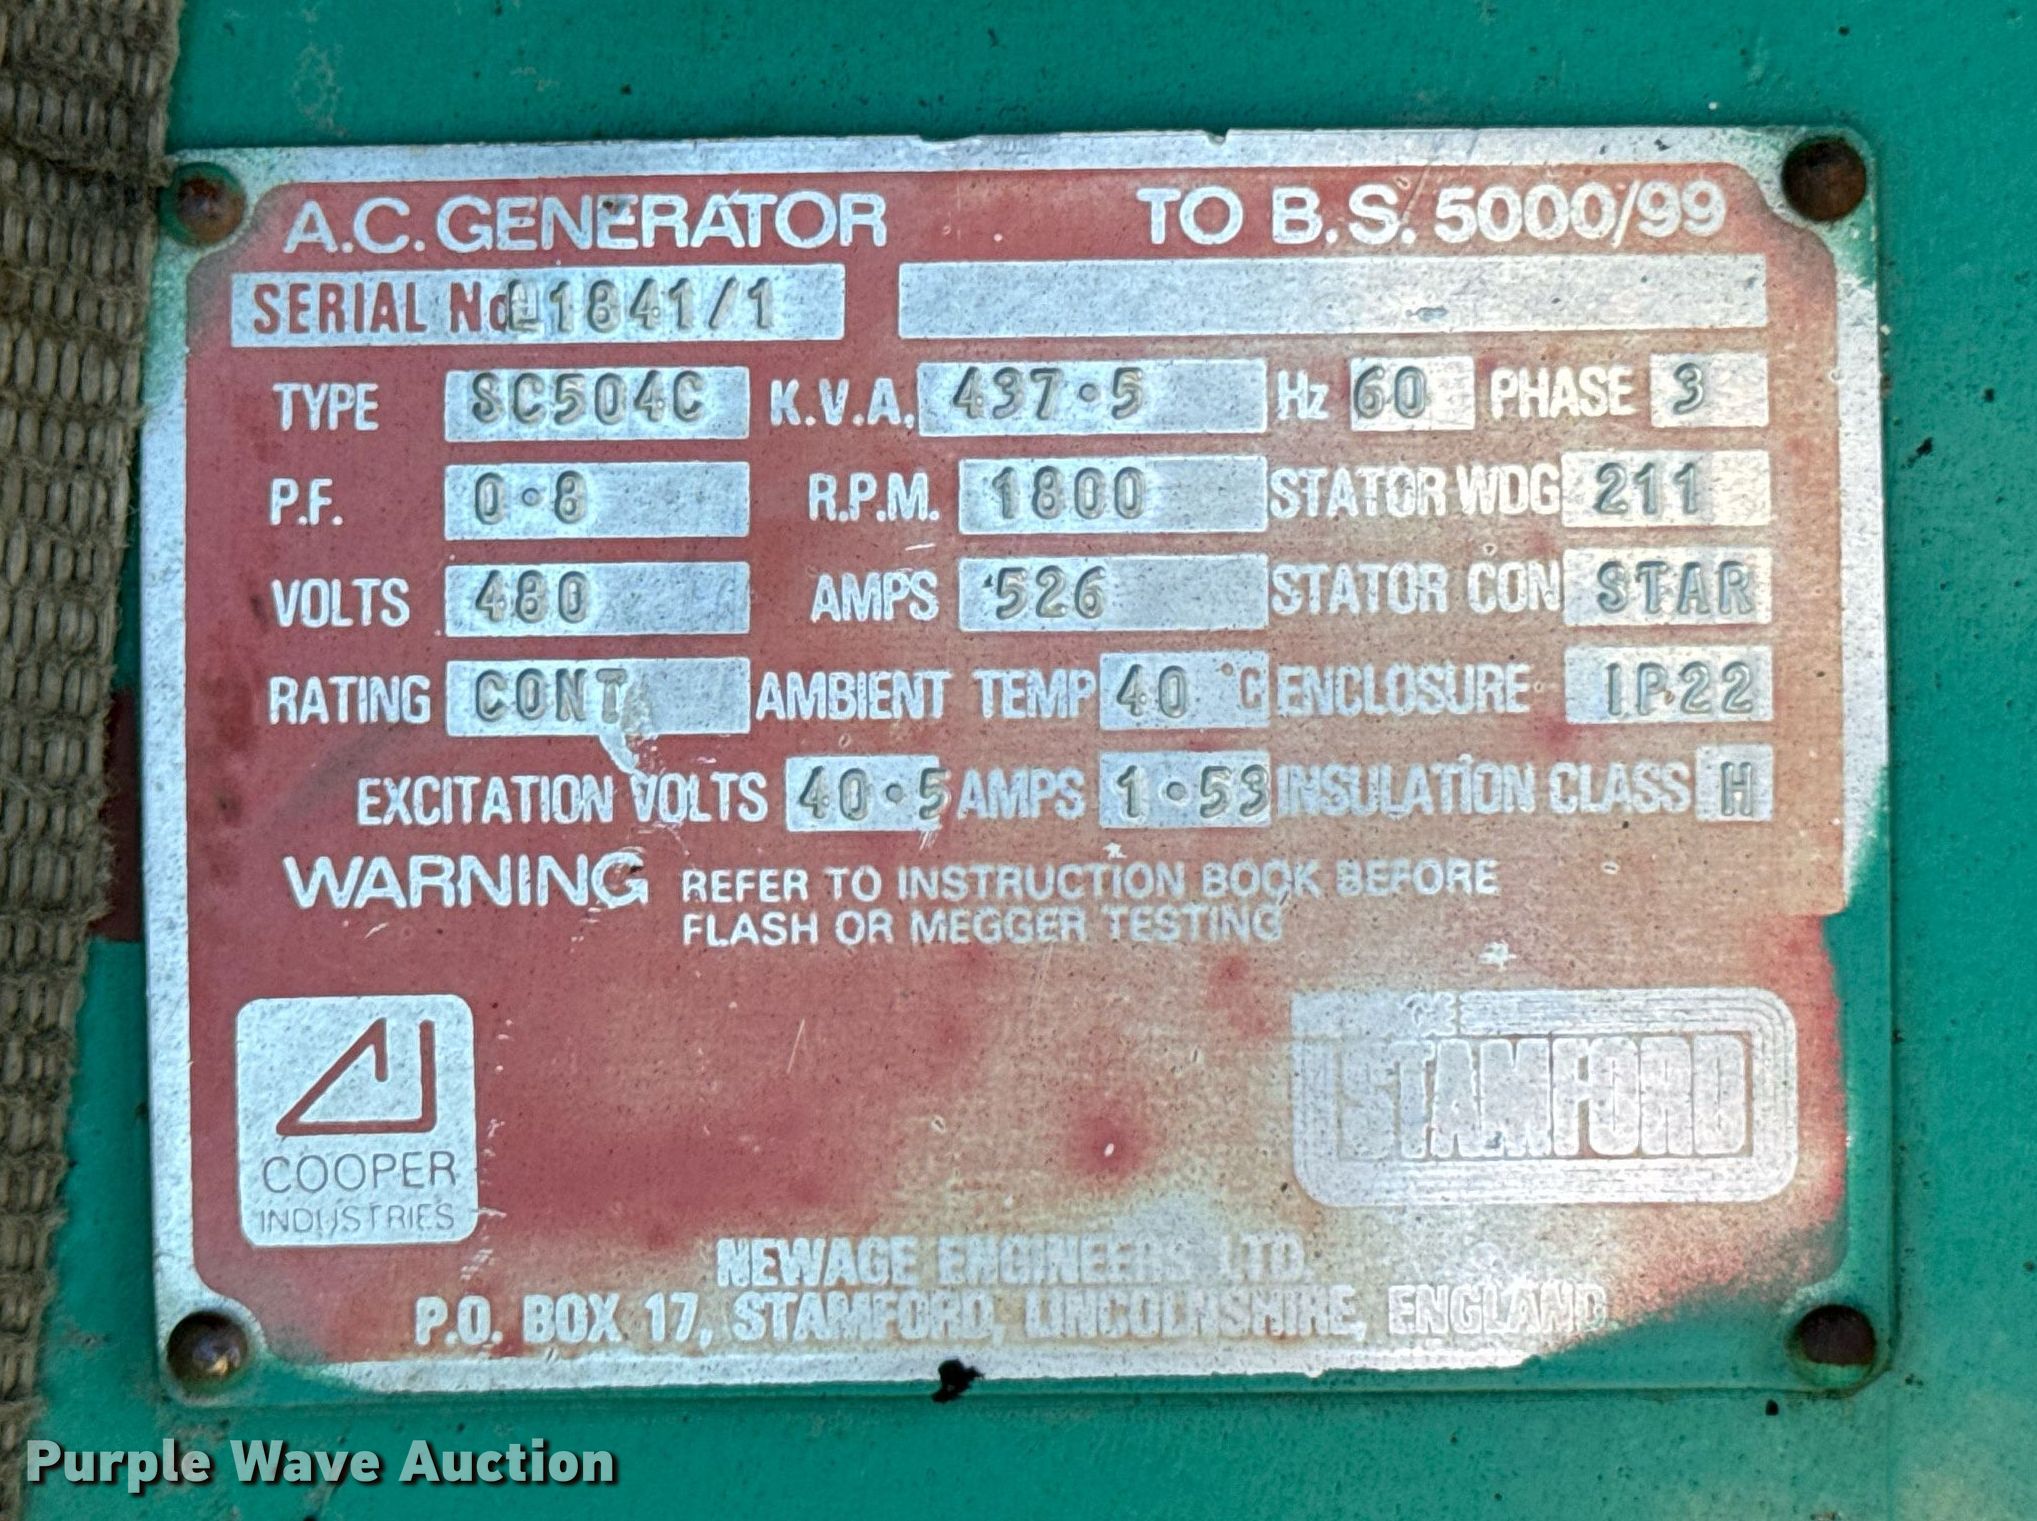 A.C. GENERATOR TO B.S. 5000/99
SERIAL No 1841/1
TYPE SC504C K.V.A. 437·5 Hz 60 PHASE 3
P.F. 0·8 R.P.M. 1800 STATOR WDG 211
VOLTS 480 AMPS 526 STATOR CON STAR
RATING CONT AMBIENT TEMP 40 °C ENCLOSURE IP22
EXCITATION VOLTS 40·5 AMPS 1·53 INSULATION CLASS H
WARNING REFER TO INSTRUCTION BOOK BEFORE
FLASH OR MEGGER TESTING
COOPER
INDUSTRIES
STAMFORD
NEWAGE ENGINEERS LTD.
P.O. BOX 17, STAMFORD, LINCOLNSHIRE, ENGLAND
Purple Wave Auction